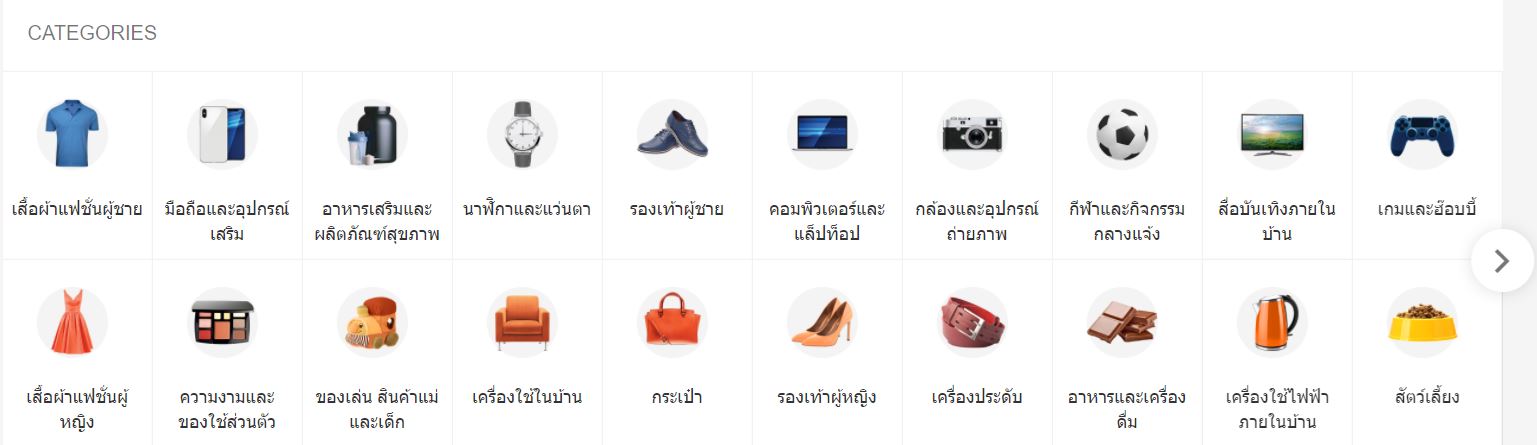 CATEGORIES
เสื้อผ้าแฟชั่นผู้ชาย
มือถือและอุปกรณ์
เสริม
อาหารเสริมและ
ผลิตภัณฑ์สุขภาพ
นาฬิกาและแว่นตา
รองเท้าผู้ชาย
คอมพิวเตอร์และ
แล็ปท็อป
กล้องและอุปกรณ์
ถ่ายภาพ
กีฬาและกิจกรรม
กลางแจ้ง
สื่อบันเทิงภายใน
บ้าน
เกมและฮ๊อบบี้
เสื้อผ้าแฟชั่นผู้
หญิง
ความงามและ
ของใช้ส่วนตัว
ของเล่น สินค้าแม่
และเด็ก
เครื่องใช้ในบ้าน
กระเป๋า
รองเท้าผู้หญิง
เครื่องประดับ
อาหารและเครื่อง
ดื่ม
เครื่องใช้ไฟฟ้า
ภายในบ้าน
สัตว์เลี้ยง